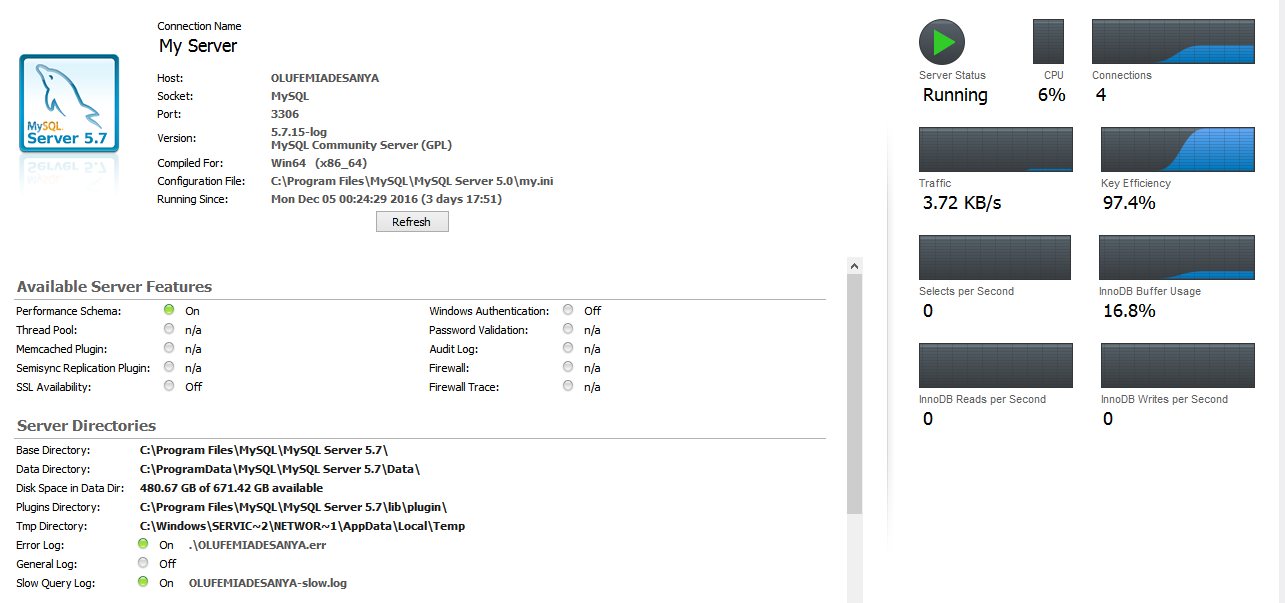 Connection Name
My Server
MySQL
Server 5.7
Host: OLUFEMIADESANYA
Socket: MySQL
Port: 3306
Version: 5.7.15-log
MySQL Community Server (GPL)
Compiled For: Win64 (x86_64)
Configuration File: C:\Program Files\MySQL\MySQL Server 5.0\my.ini
Running Since: Mon Dec 05 00:24:29 2016 (3 days 17:51)
Refresh
Available Server Features
Performance Schema: On Windows Authentication: Off
Thread Pool: n/a Password Validation: n/a
Memcached Plugin: n/a Audit Log: n/a
Semisync Replication Plugin: n/a Firewall: n/a
SSL Availability: Off Firewall Trace: n/a
Server Directories
Base Directory: C:\Program Files\MySQL\MySQL Server 5.7\
Data Directory: C:\ProgramData\MySQL\MySQL Server 5.7\Data\
Disk Space in Data Dir: 480.67 GB of 671.42 GB available
Plugins Directory: C:\Program Files\MySQL\MySQL Server 5.7\lib\plugin\
Tmp Directory: C:\Windows\SERVIC~2\NETWOR~1\AppData\Local\Temp
Error Log: On .\OLUFEMIADESANYA.err
General Log: Off
Slow Query Log: On OLUFEMIADESANYA-slow.log
Server Status CPU Connections
Running 6% 4
Traffic Key Efficiency
3.72 KB/s 97.4%
Selects per Second InnoDB Buffer Usage
0 16.8%
InnoDB Reads per Second InnoDB Writes per Second
0 0